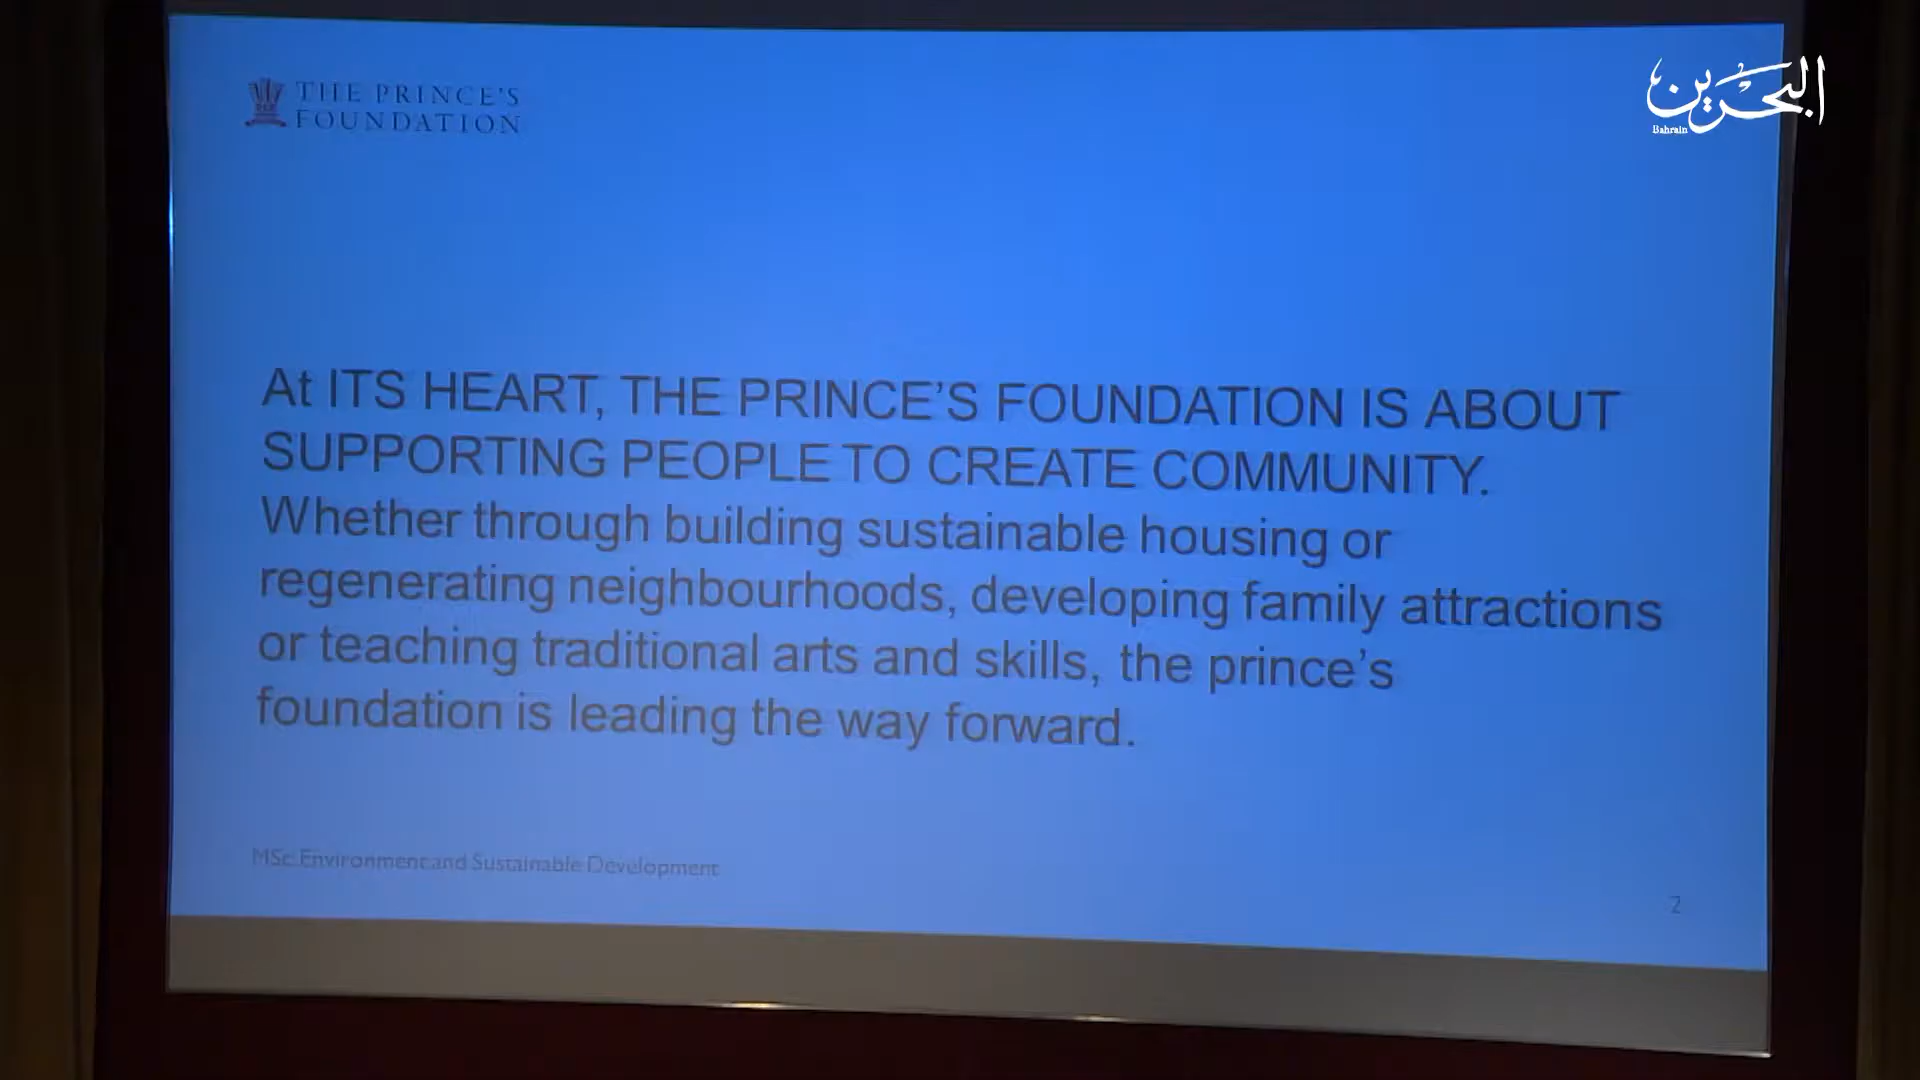 THE PRINCE'S
FOUNDATION
البحرين
Bahrain
At ITS HEART, THE PRINCE'S FOUNDATION IS ABOUT
SUPPORTING PEOPLE TO CREATE COMMUNITY.
Whether through building sustainable housing or
regenerating neighbourhoods, developing family attractions
or teaching traditional arts and skills, the prince's
foundation is leading the way forward.
MSc: Environment and Sustainable Development
2